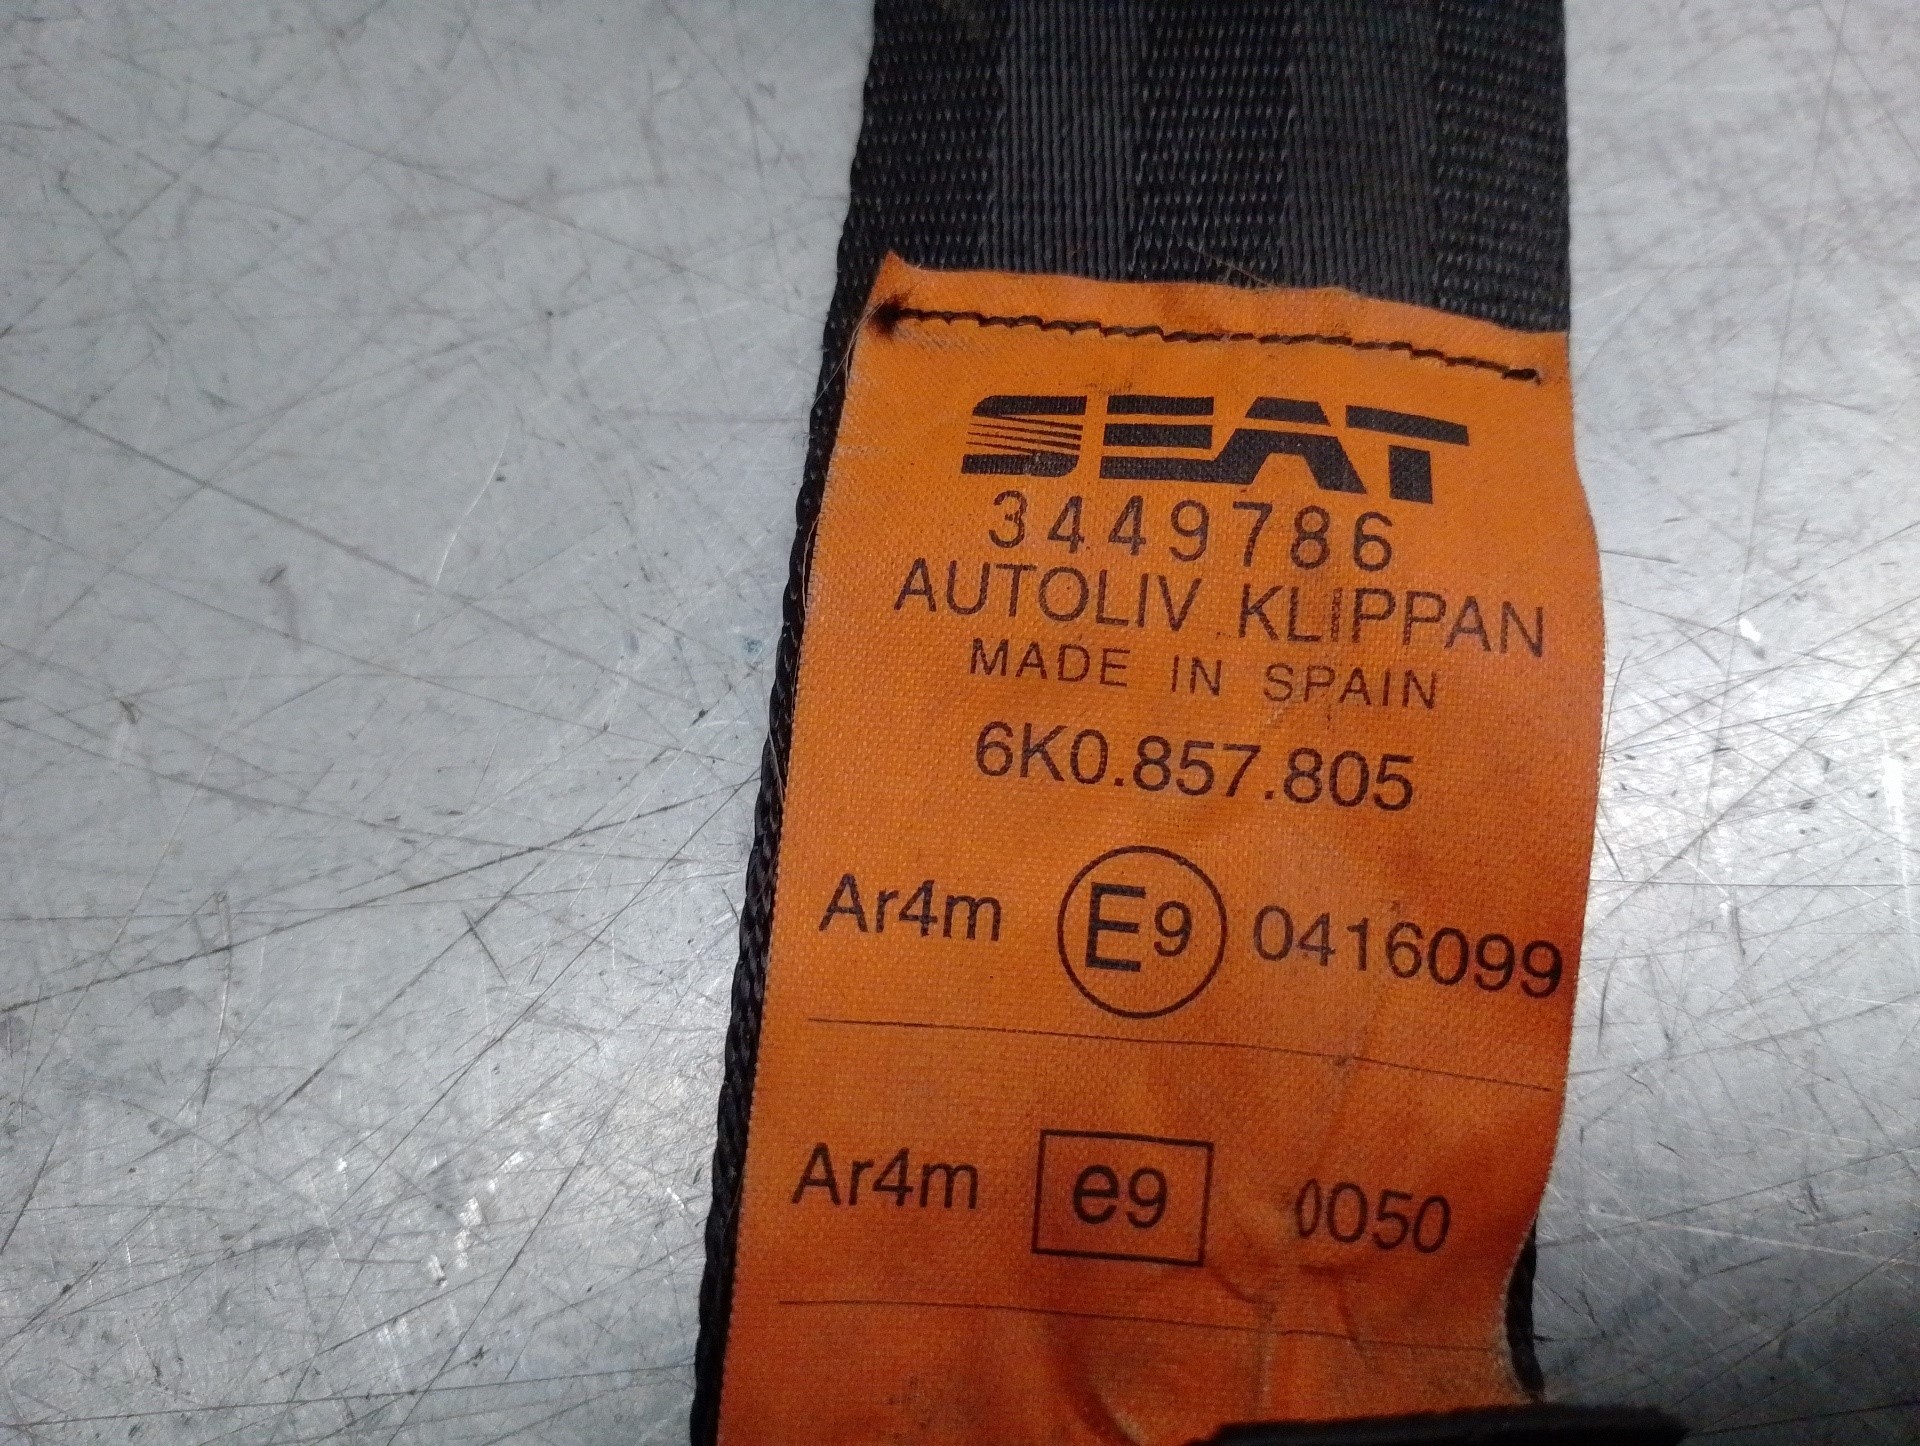 SEAT
3449786
AUTOLIV KLIPPAN
MADE IN SPAIN
6K0.857.805
Ar4m E9 0416099
Ar4m e9 0050